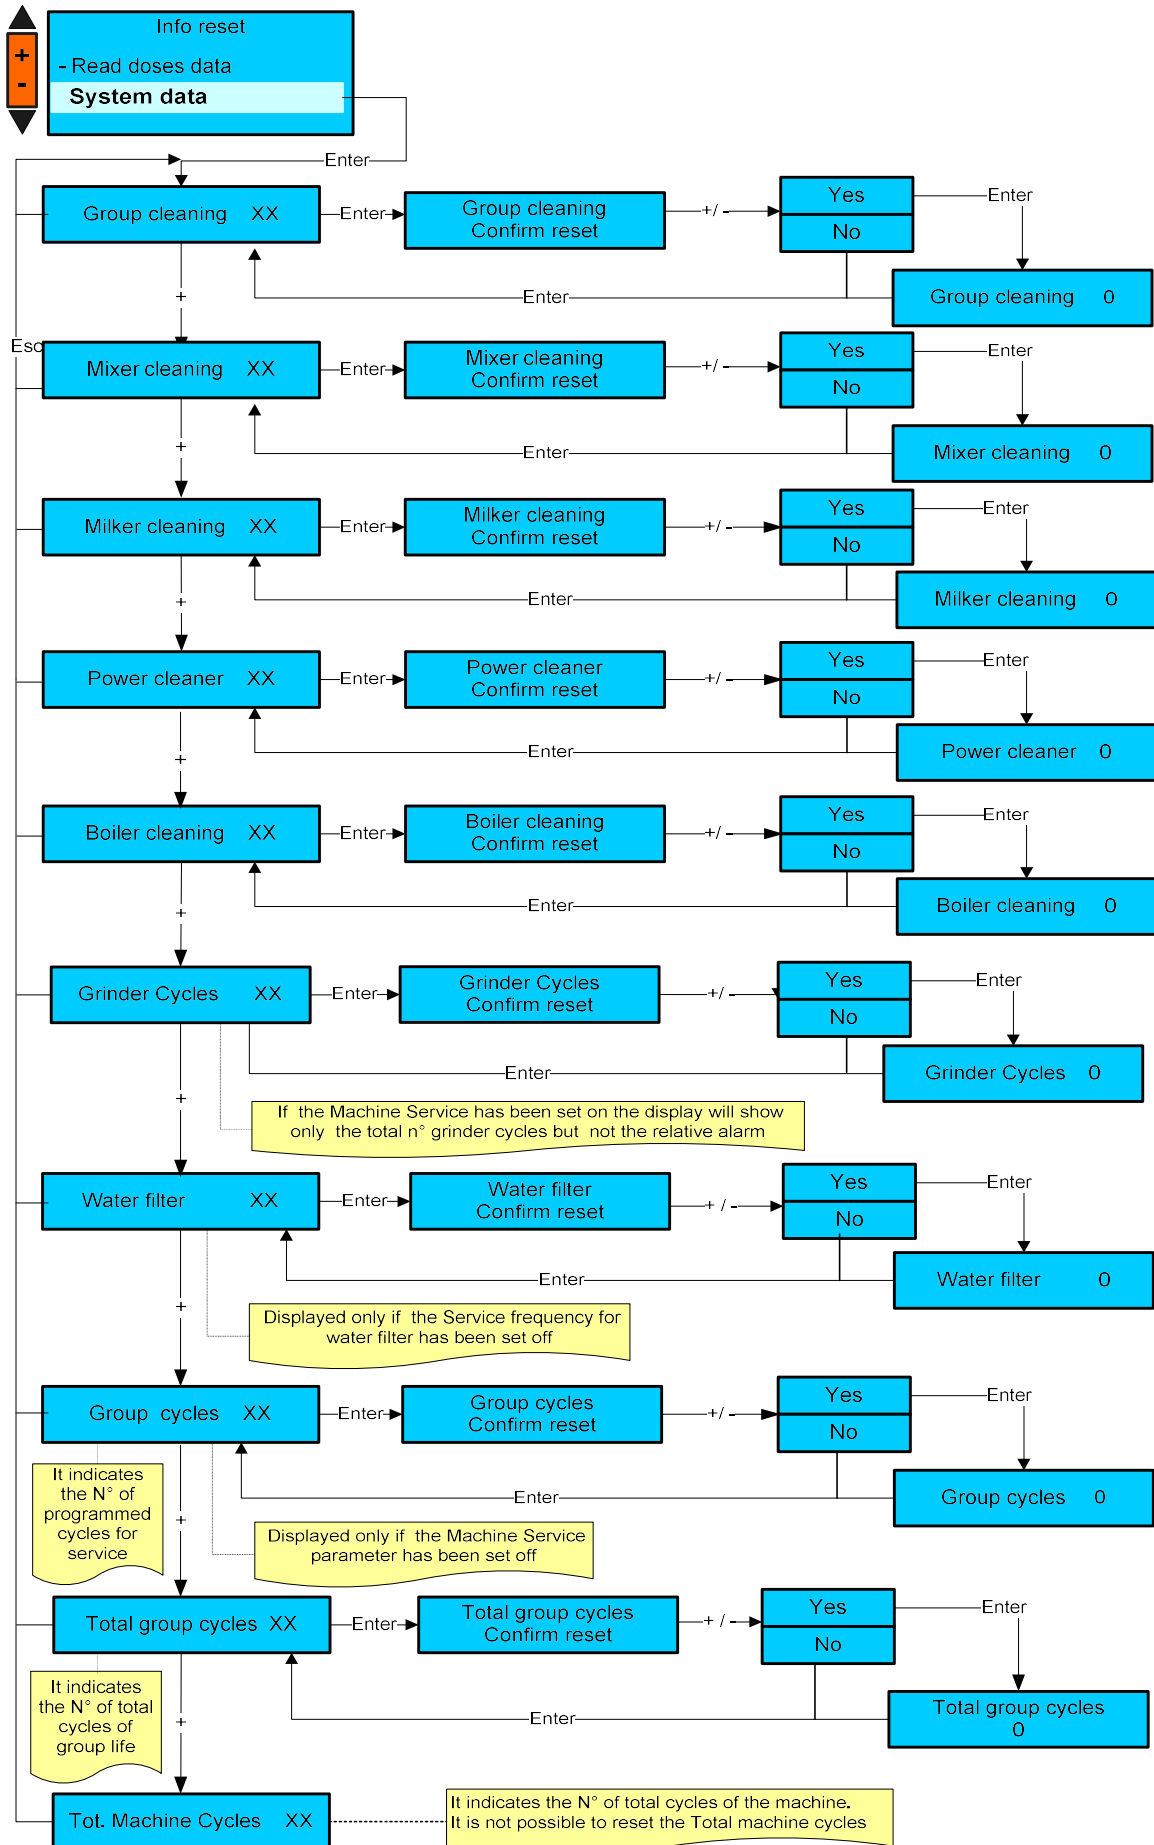 Info reset
+
- Read doses data
-
System data
Enter
Group cleaning XX
Enter
Group cleaning
Confirm reset
+/ -
Yes
No
Enter
+
Enter
Group cleaning 0
Esc
Mixer cleaning XX
Enter
Mixer cleaning
Confirm reset
+/ -
Yes
No
Enter
+
Enter
Mixer cleaning 0
Milker cleaning XX
Enter
Milker cleaning
Confirm reset
+/ -
Yes
No
Enter
+
Enter
Milker cleaning 0
Power cleaner XX
Enter
Power cleaner
Confirm reset
+/ -
Yes
No
Enter
+
Enter
Power cleaner 0
Boiler cleaning XX
Enter
Boiler cleaning
Confirm reset
+/ -
Yes
No
Enter
+
Enter
Boiler cleaning 0
Grinder Cycles XX
Enter
Grinder Cycles
Confirm reset
+/ -
Yes
No
Enter
+
Enter
Grinder Cycles 0
If the Machine Service has been set on the display will show
only the total n° grinder cycles but not the relative alarm
Water filter XX
Enter
Water filter
Confirm reset
+ / -
Yes
No
Enter
+
Enter
Water filter 0
Displayed only if the Service frequency for
water filter has been set off
Group cycles XX
Enter
Group cycles
Confirm reset
+/ -
Yes
No
Enter
It indicates
the N° of
programmed
cycles for
service
+
Enter
Group cycles 0
Displayed only if the Machine Service
parameter has been set off
Total group cycles XX
Enter
Total group cycles
Confirm reset
+ / -
Yes
No
Enter
It indicates
the N° of total
cycles of
group life
+
Enter
Total group cycles
0
Tot. Machine Cycles XX
It indicates the N° of total cycles of the machine.
It is not possible to reset the Total machine cycles